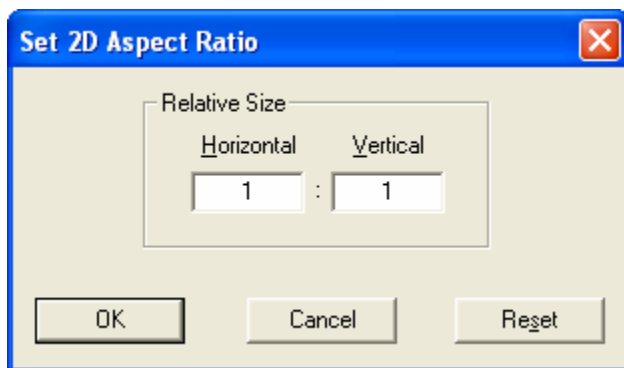 Set 2D Aspect Ratio
Relative Size
Horizontal Vertical
1 : 1
OK Cancel Reset